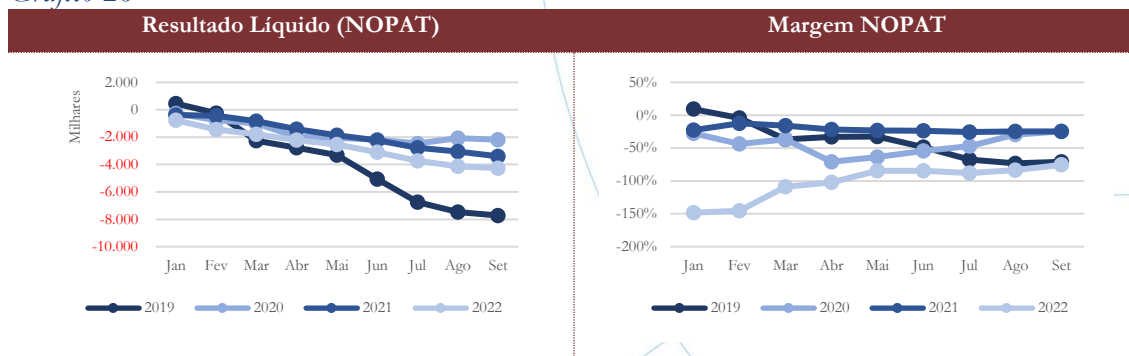 Resultado Líquido (NOPAT)
Milhares
2.000
0
-2.000
-4.000
-6.000
-8.000
-10.000
Jan Fev Mar Abr Mai Jun Jul Ago Set
2019 2020 2021 2022
Margem NOPAT
50%
0%
-50%
-100%
-150%
-200%
Jan Fev Mar Abr Mai Jun Jul Ago Set
2019 2020 2021 2022